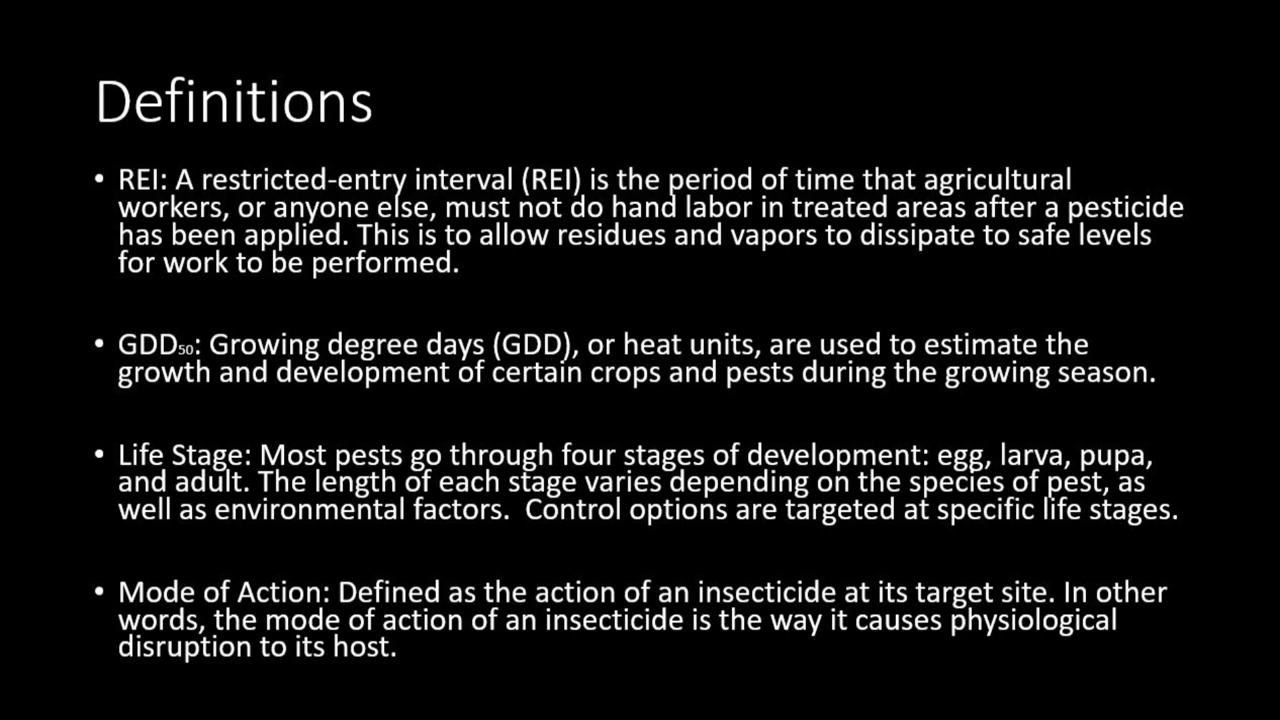 Definitions
• REI: A restricted-entry interval (REI) is the period of time that agricultural
workers, or anyone else, must not do hand labor in treated areas after a pesticide
has been applied. This is to allow residues and vapors to dissipate to safe levels
for work to be performed.
• GDD₅₀: Growing degree days (GDD), or heat units, are used to estimate the
growth and development of certain crops and pests during the growing season.
• Life Stage: Most pests go through four stages of development: egg, larva, pupa,
and adult. The length of each stage varies depending on the species of pest, as
well as environmental factors.  Control options are targeted at specific life stages.
• Mode of Action: Defined as the action of an insecticide at its target site. In other
words, the mode of action of an insecticide is the way it causes physiological
disruption to its host.